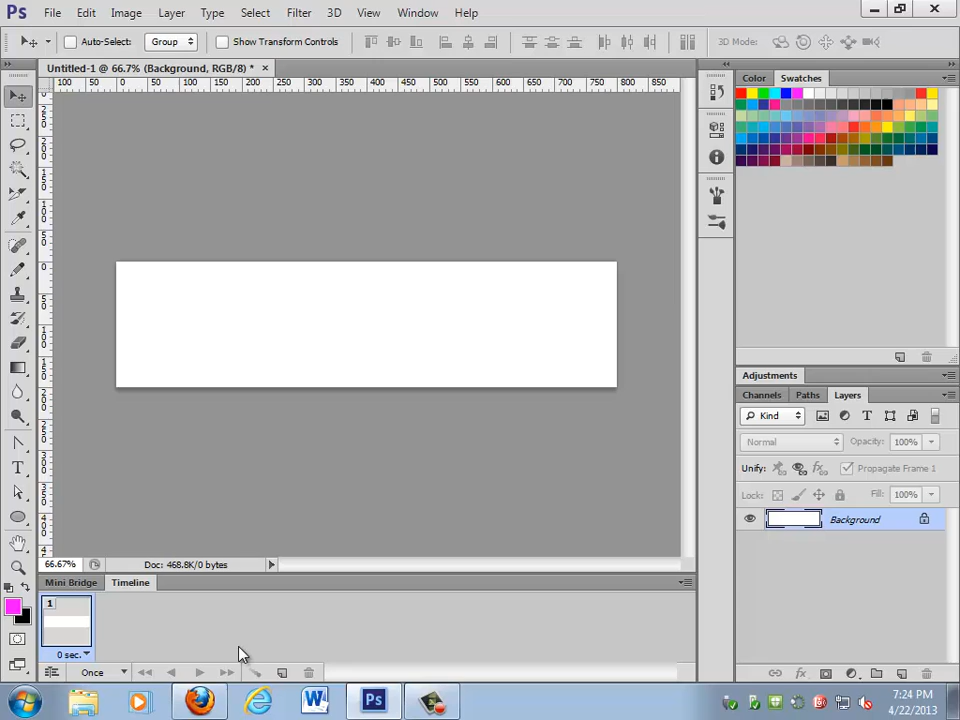 Ps File Edit Image Layer Type Select Filter 3D View Window Help
Auto-Select: Group Show Transform Controls 3D Mode:
Untitled-1 @ 66.7% (Background, RGB/8) * ×
Color Swatches
100 50 0 50 100 150 200 250 300 350 400 450 500 550 600 650 700 750 800 850
Adjustments
Channels Paths Layers
Kind
Normal Opacity: 100%
Unify: Propagate Frame 1
Lock: Fill: 100%
Background
66.67% Doc: 468.8K/0 bytes
Mini Bridge Timeline
1
0 sec.
Once
7:24 PM
4/22/2013